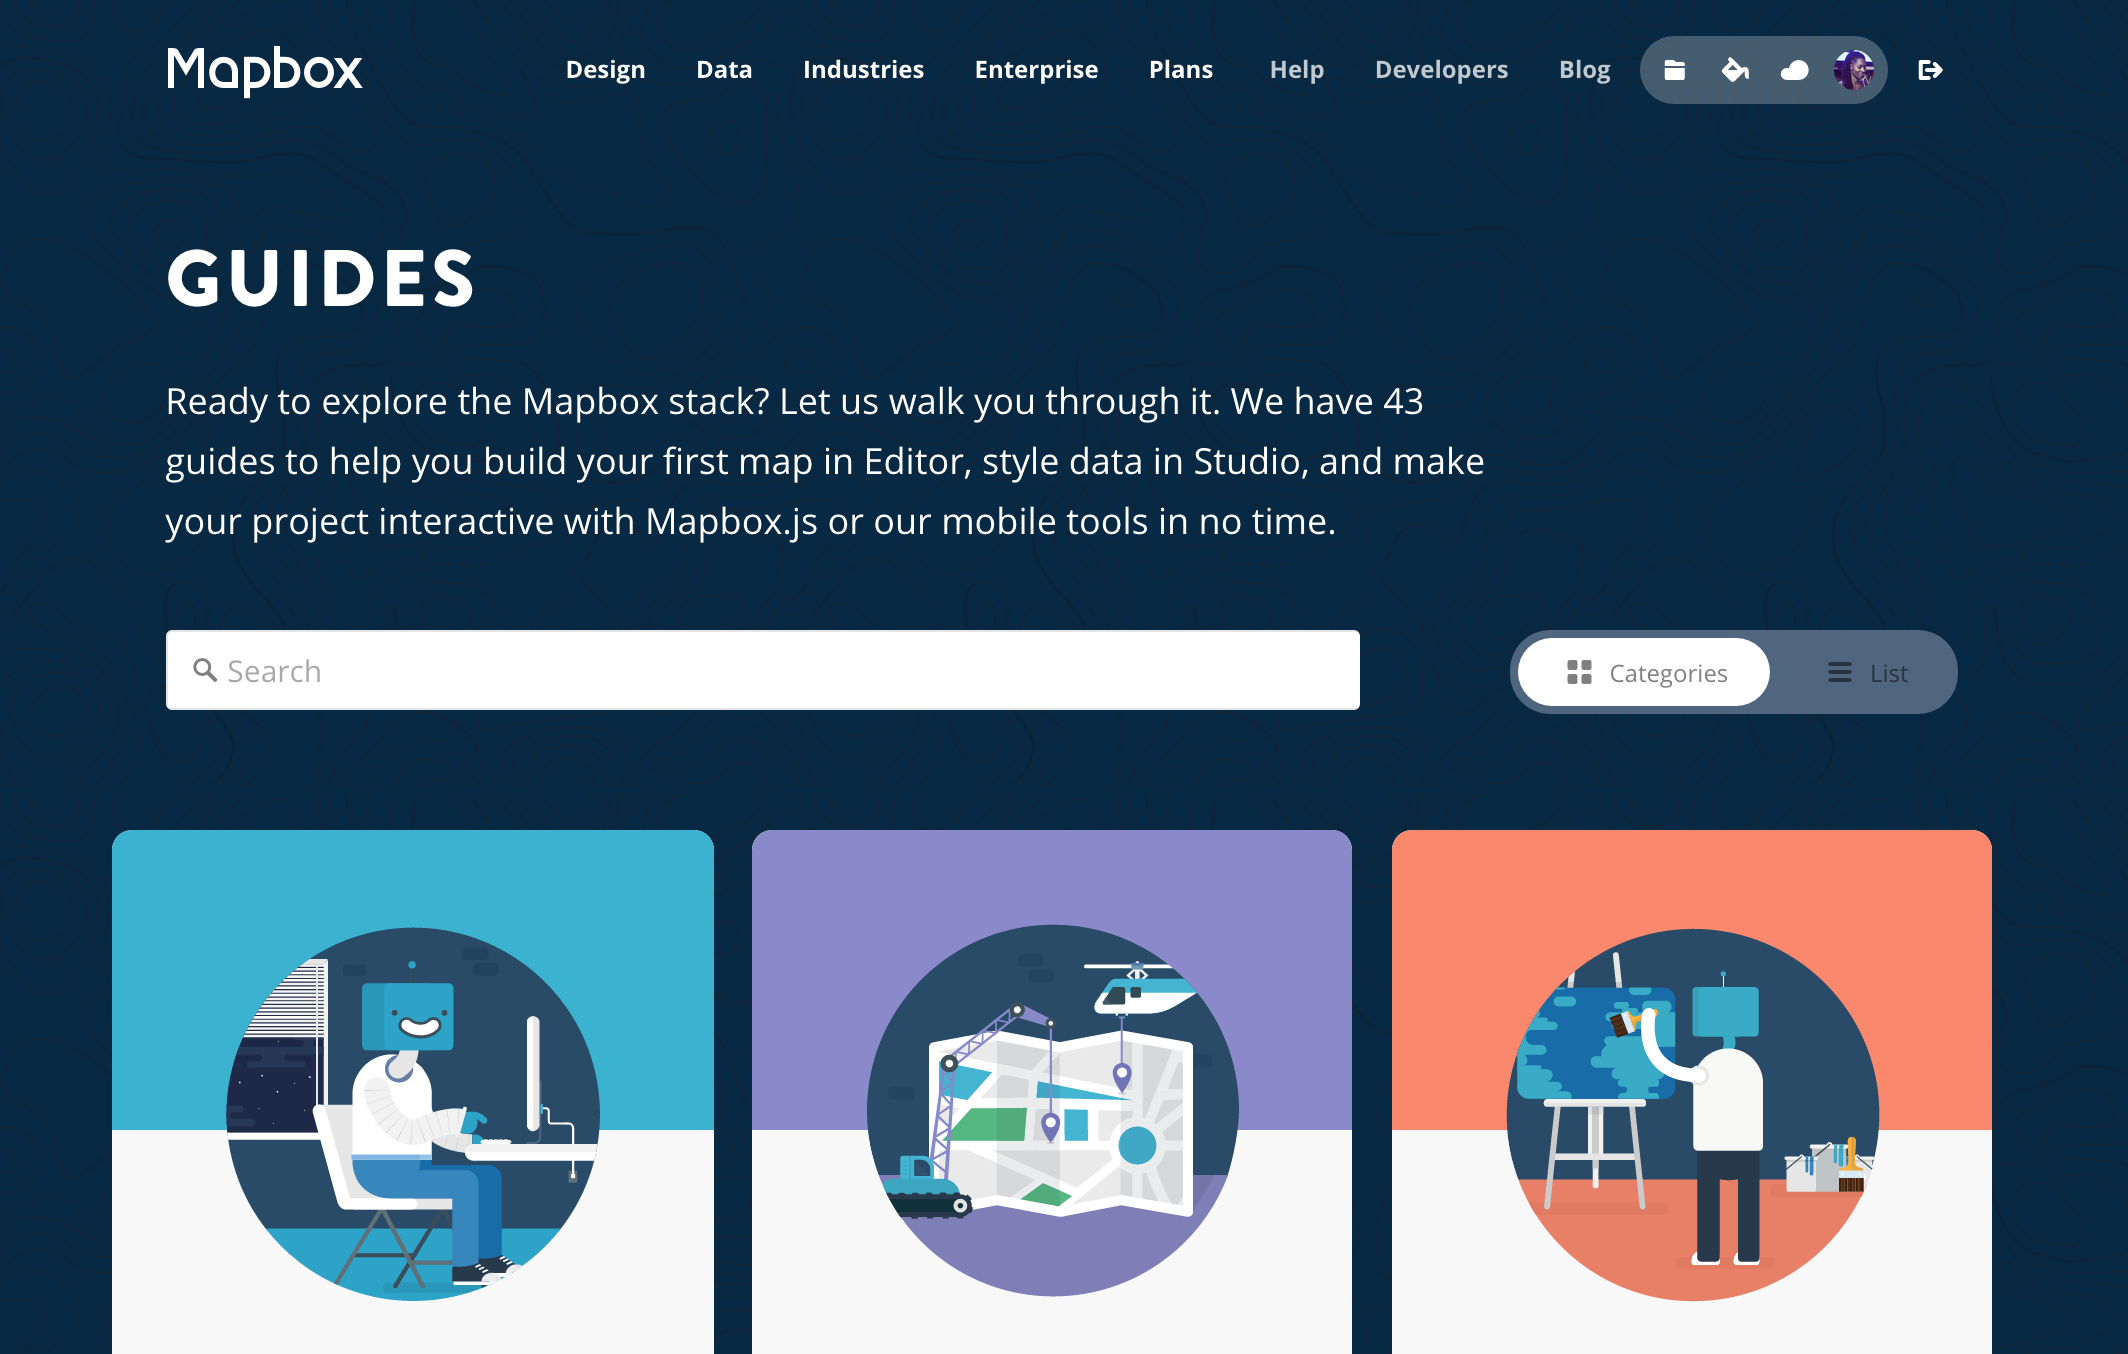 Mapbox
Design Data Industries Enterprise Plans Help Developers Blog
GUIDES
Ready to explore the Mapbox stack? Let us walk you through it. We have 43
guides to help you build your first map in Editor, style data in Studio, and make
your project interactive with Mapbox.js or our mobile tools in no time.
Search
Categories List